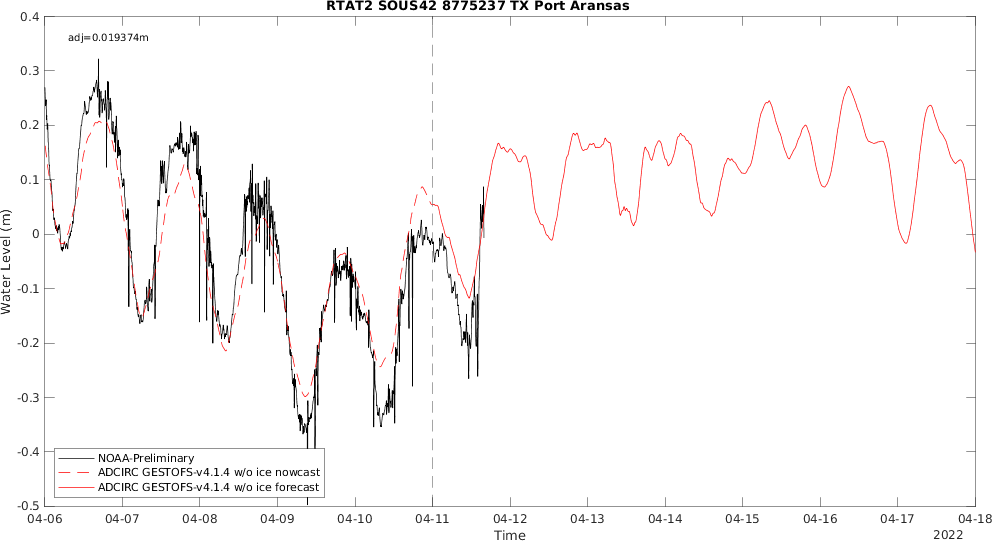 RTAT2 SOUS42 8775237 TX Port Aransas
adj=0.019374m
0.4
0.3
0.2
0.1
0
-0.1
-0.2
-0.3
-0.4
-0.5
Water Level (m)
NOAA-Preliminary
ADCIRC GESTOFS-v4.1.4 w/o ice nowcast
ADCIRC GESTOFS-v4.1.4 w/o ice forecast
04-06 04-07 04-08 04-09 04-10 04-11 04-12 04-13 04-14 04-15 04-16 04-17 04-18
Time
2022